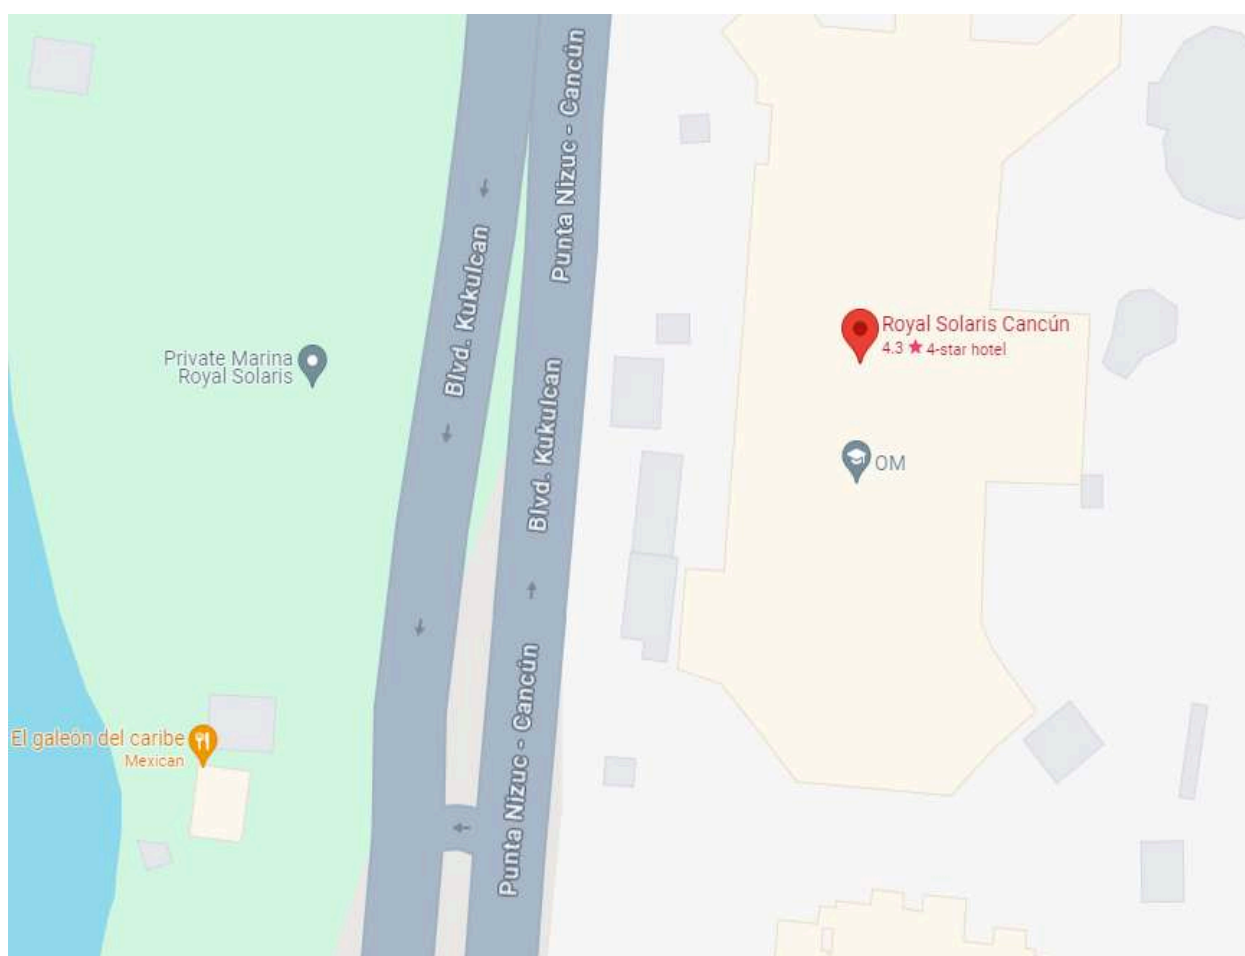 Punta Nizuc - Cancún
Blvd. Kukulcan
Royal Solaris Cancún
4.3 ★ 4-star hotel
Private Marina
Royal Solaris
Blvd. Kukulcan
OM
Punta Nizuc - Cancún
El galeón del caribe
Mexican